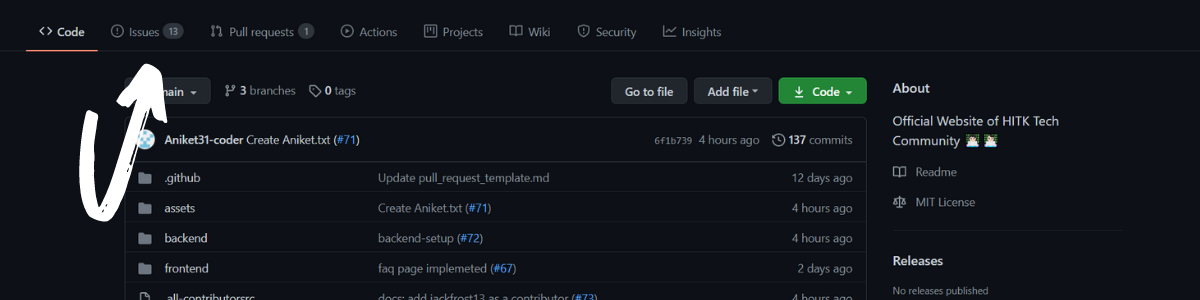 Code Issues 13 Pull requests 1 Actions Projects Wiki Security Insights
3 branches 0 tags Go to file Add file Code
About
Official Website of HITK Tech
Community
Aniket31-coder Create Aniket.txt (#71) 6f1b739 4 hours ago 137 commits
.github Update pull_request_template.md 12 days ago
Readme
assets Create Aniket.txt (#71) 4 hours ago
MIT License
backend backend-setup (#72) 4 hours ago
frontend faq page implemeted (#67) 2 days ago
Releases
No releases published
.all-contributorsrc docs: add jackfrost13 as a contributor (#73) 4 hours ago